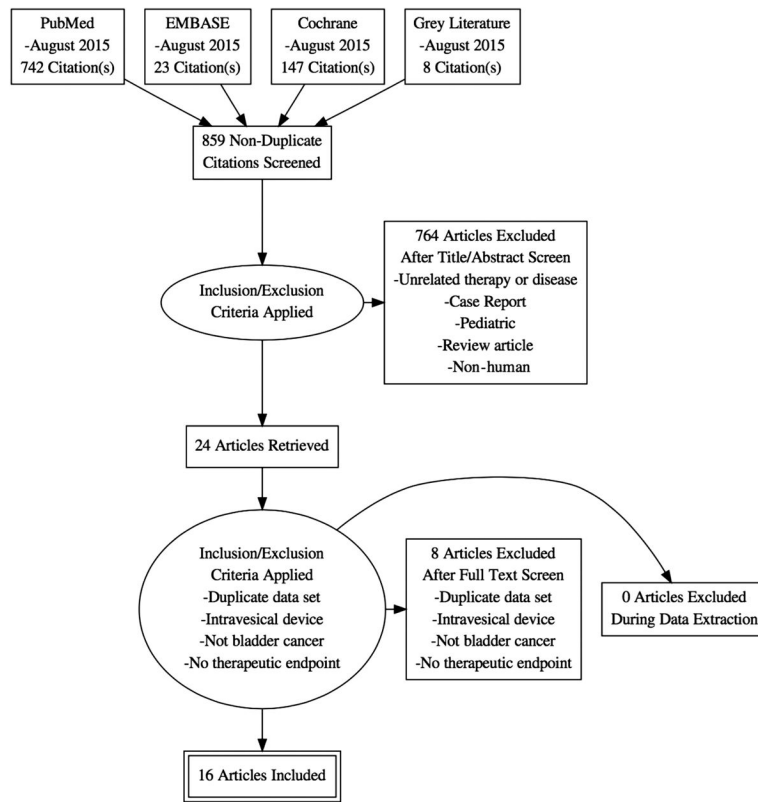 PubMed
-August 2015
742 Citation(s)
EMBASE
-August 2015
23 Citation(s)
Cochrane
-August 2015
147 Citation(s)
Grey Literature
-August 2015
8 Citation(s)
859 Non-Duplicate
Citations Screened
764 Articles Excluded
After Title/Abstract Screen
-Unrelated therapy or disease
-Case Report
-Pediatric
-Review article
-Non-human
Inclusion/Exclusion
Criteria Applied
24 Articles Retrieved
Inclusion/Exclusion
Criteria Applied
-Duplicate data set
-Intravesical device
-Not bladder cancer
-No therapeutic endpoint
8 Articles Excluded
After Full Text Screen
-Duplicate data set
-Intravesical device
-Not bladder cancer
-No therapeutic endpoint
0 Articles Excluded
During Data Extraction
16 Articles Included